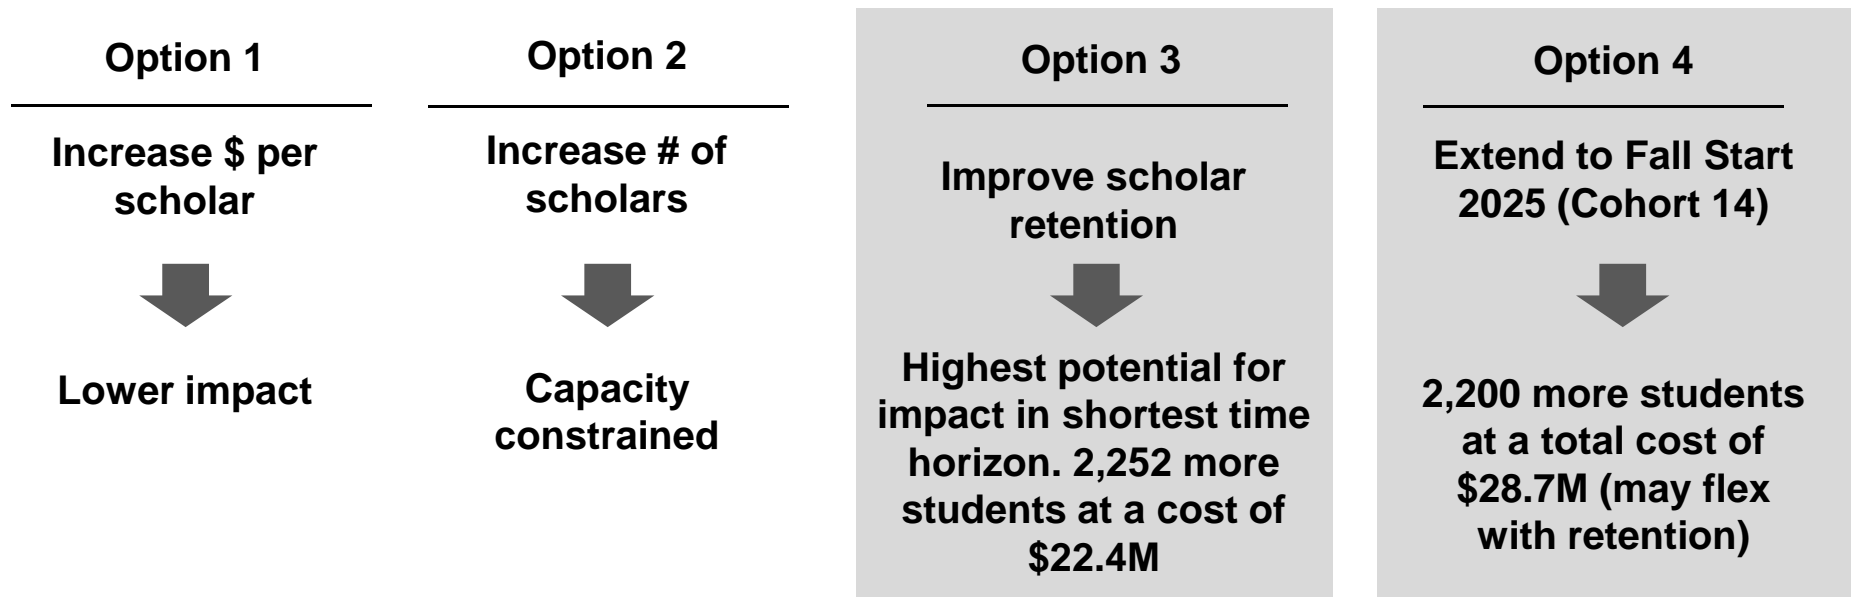 Option 1
Increase $ per
scholar
Lower impact
Option 2
Increase # of
scholars
Capacity
constrained
Option 3
Improve scholar
retention
Highest potential for
impact in shortest time
horizon. 2,252 more
students at a cost of
$22.4M
Option 4
Extend to Fall Start
2025 (Cohort 14)
2,200 more students
at a total cost of
$28.7M (may flex
with retention)